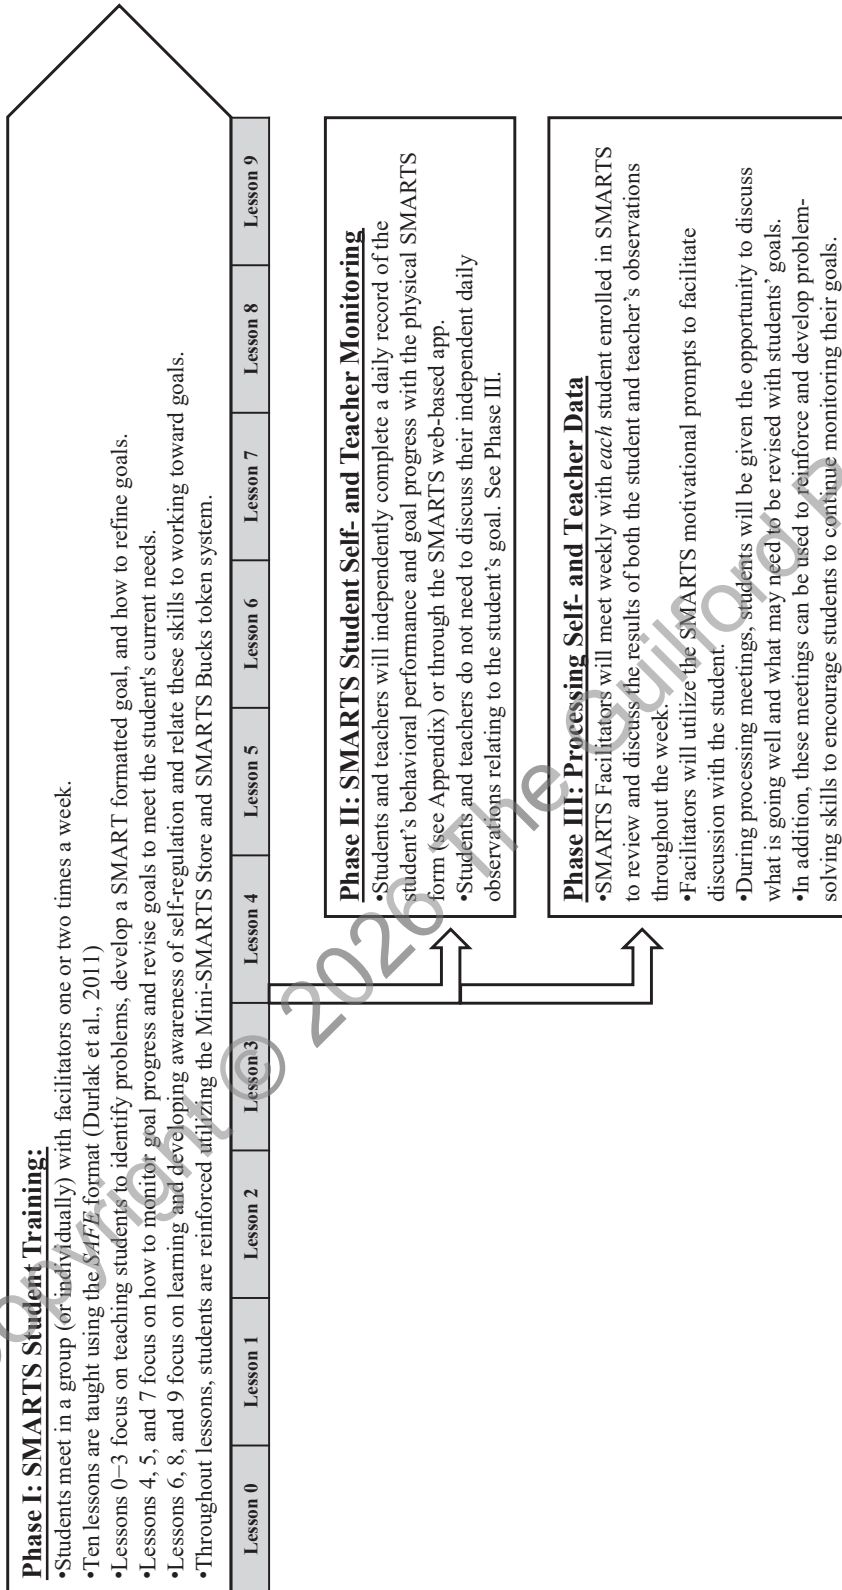 Phase I: SMARTS Student Training:
•Students meet in a group (or individually) with facilitators one or two times a week.
•Ten lessons are taught using the SAFE format (Durlak et al., 2011)
•Lessons 0–3 focus on teaching students to identify problems, develop a SMART formatted goal, and how to refine goals.
•Lessons 4, 5, and 7 focus on how to monitor goal progress and revise goals to meet the student's current needs.
•Lessons 6, 8, and 9 focus on learning and developing awareness of self-regulation and relate these skills to working toward goals.
•Throughout lessons, students are reinforced utilizing the Mini-SMARTS Store and SMARTS Bucks token system.
Lesson 0
Lesson 1
Lesson 2
Lesson 3
Lesson 4
Lesson 5
Lesson 6
Lesson 7
Lesson 8
Lesson 9
Phase II: SMARTS Student Self- and Teacher Monitoring
•Students and teachers will independently complete a daily record of the
student’s behavioral performance and goal progress with the physical SMARTS
form (see Appendix) or through the SMARTS web-based app.
•Students and teachers do not need to discuss their independent daily
observations relating to the student’s goal. See Phase III.
Phase III: Processing Self- and Teacher Data
•SMARTS Facilitators will meet weekly with each student enrolled in SMARTS
to review and discuss the results of both the student and teacher’s observations
throughout the week.
•Facilitators will utilize the SMARTS motivational prompts to facilitate
discussion with the student.
•During processing meetings, students will be given the opportunity to discuss
what is going well and what may need to be revised with students’ goals.
•In addition, these meetings can be used to reinforce and develop problem-
solving skills to encourage students to continue monitoring their goals.
Copyright © 2026 The Guilford P